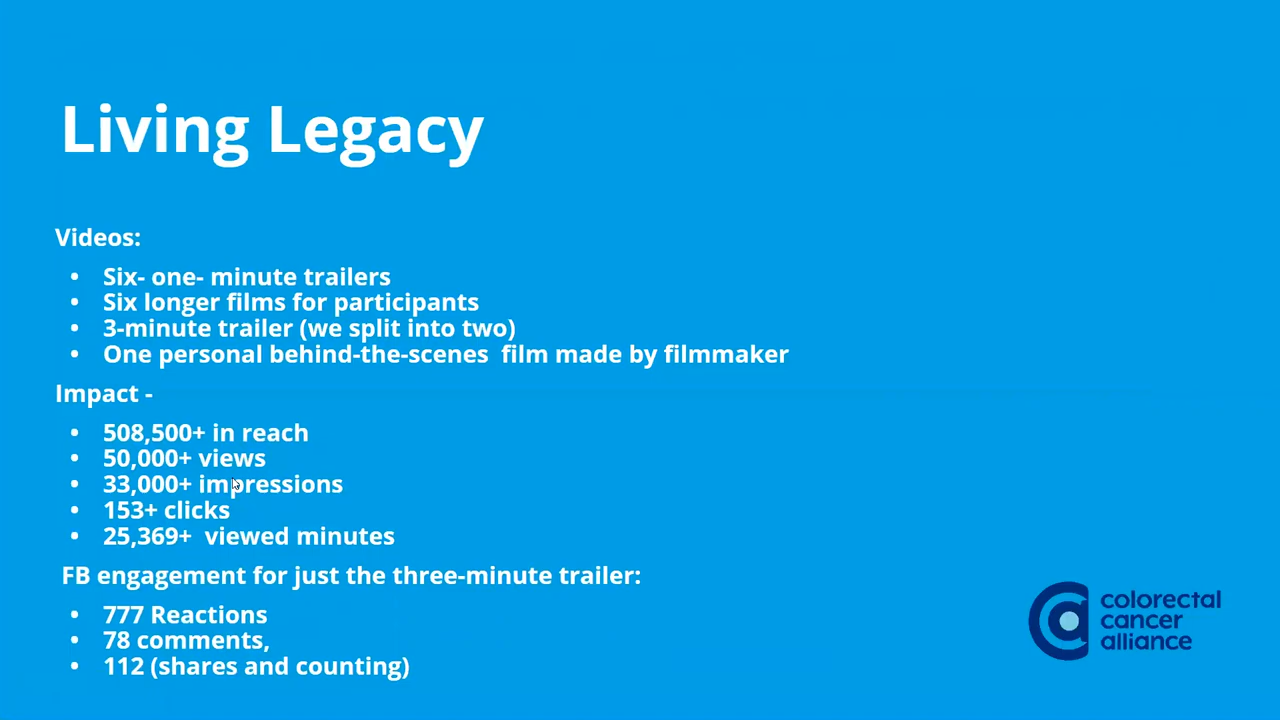 Living Legacy
Videos:
• Six- one- minute trailers
• Six longer films for participants
• 3-minute trailer (we split into two)
• One personal behind-the-scenes  film made by filmmaker
Impact -
• 508,500+ in reach
• 50,000+ views
• 33,000+ impressions
• 153+ clicks
• 25,369+  viewed minutes
FB engagement for just the three-minute trailer:
• 777 Reactions
• 78 comments,
• 112 (shares and counting)
colorectal
cancer
alliance